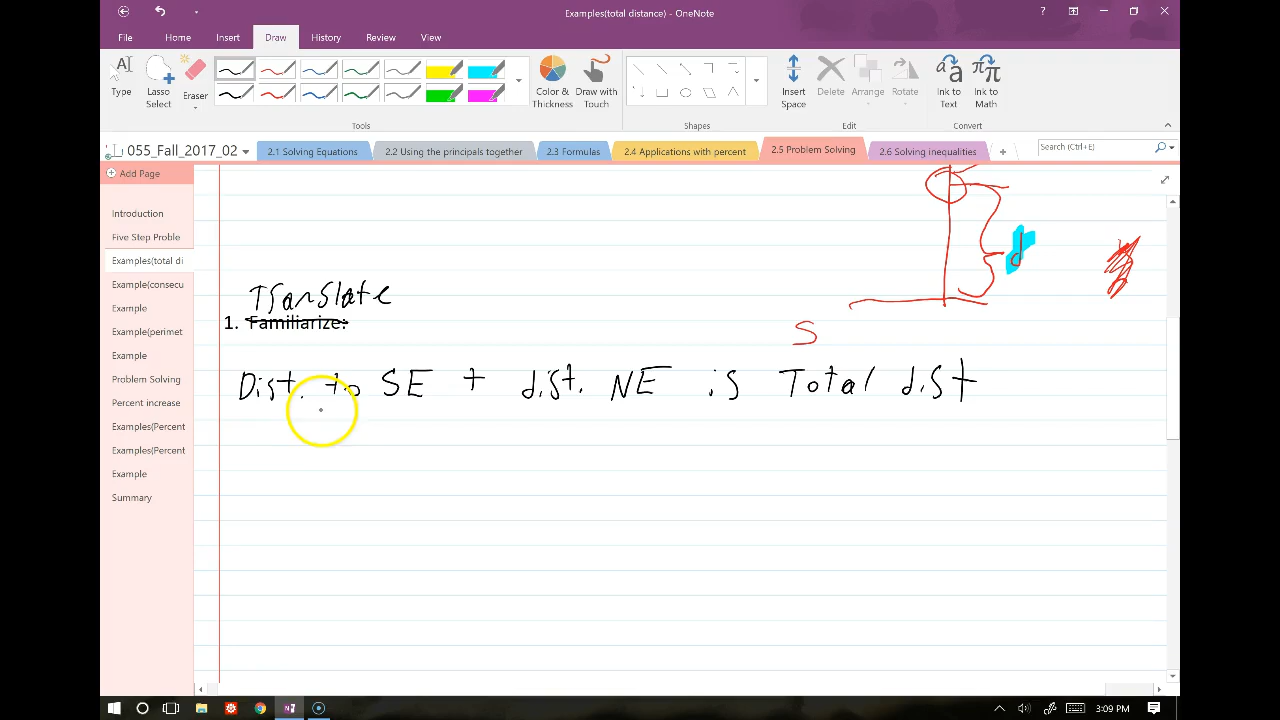 Examples(total distance) - OneNote
File Home Insert Draw History Review View
Type
Lasso Select
Eraser
Color & Thickness
Draw with Touch
Insert Space
Delete
Arrange
Rotate
Ink to Text
Ink to Math
Tools Shapes Edit Convert
055_Fall_2017_02
2.1 Solving Equations
2.2 Using the principals together
2.3 Formulas
2.4 Applications with percent
2.5 Problem Solving
2.6 Solving inequalities
Search (Ctrl+E)
Add Page
Introduction
Five Step Proble
Examples(total di
Example(consecu
Example
Example(perimet
Example
Problem Solving
Percent increase
Examples(Percent
Examples(Percent
Example
Summary
d
Translate
1. Familiarize:
S
Dist. to SE + dist. NE is Total dist
3:09 PM